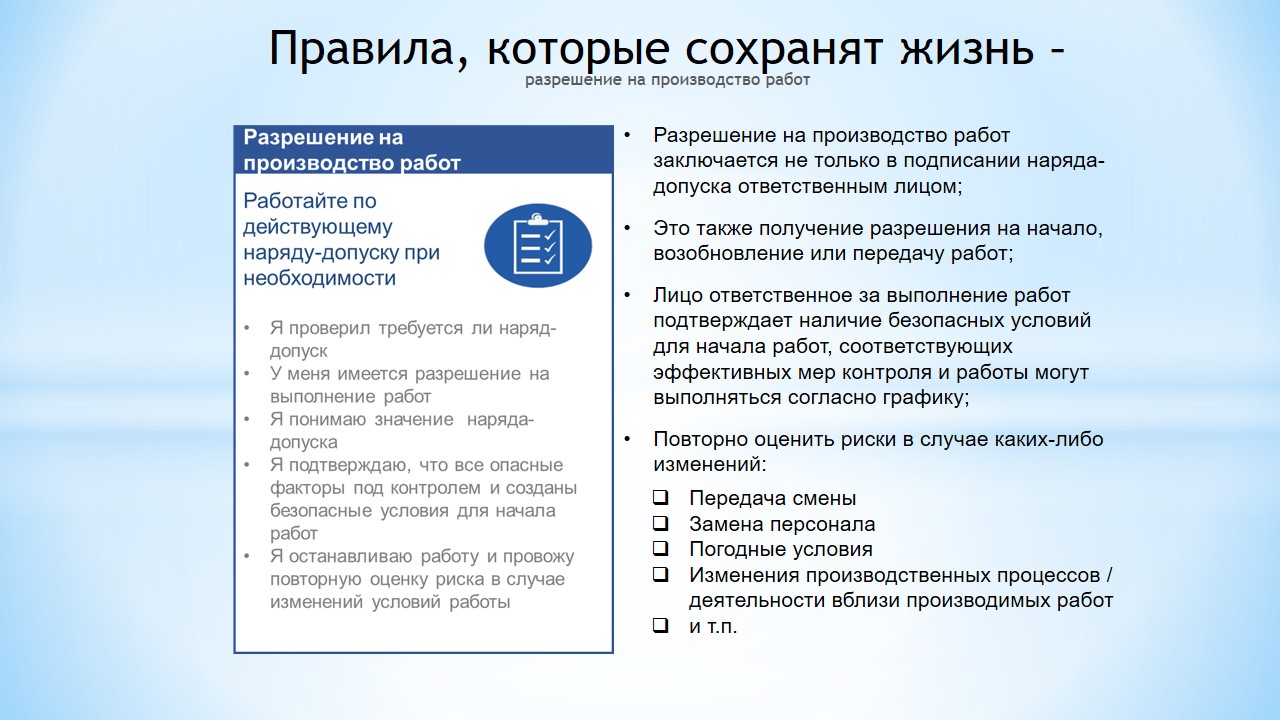 Правила, которые сохранят жизнь –
разрешение на производство работ
Разрешение на
производство работ
Работайте по
действующему
наряду-допуску при
необходимости
• Я проверил требуется ли наряд-
допуск
• У меня имеется разрешение на
выполнение работ
• Я понимаю значение наряда-
допуска
• Я подтверждаю, что все опасные
факторы под контролем и созданы
безопасные условия для начала
работ
• Я останавливаю работу и провожу
повторную оценку риска в случае
изменений условий работы
• Разрешение на производство работ
заключается не только в подписании наряда-
допуска ответственным лицом;
• Это также получение разрешения на начало,
возобновление или передачу работ;
• Лицо ответственное за выполнение работ
подтверждает наличие безопасных условий
для начала работ, соответствующих
эффективных мер контроля и работы могут
выполняться согласно графику;
• Повторно оценить риски в случае каких-либо
изменений:
❑ Передача смены
❑ Замена персонала
❑ Погодные условия
❑ Изменения производственных процессов /
деятельности вблизи производимых работ
❑ и т.п.